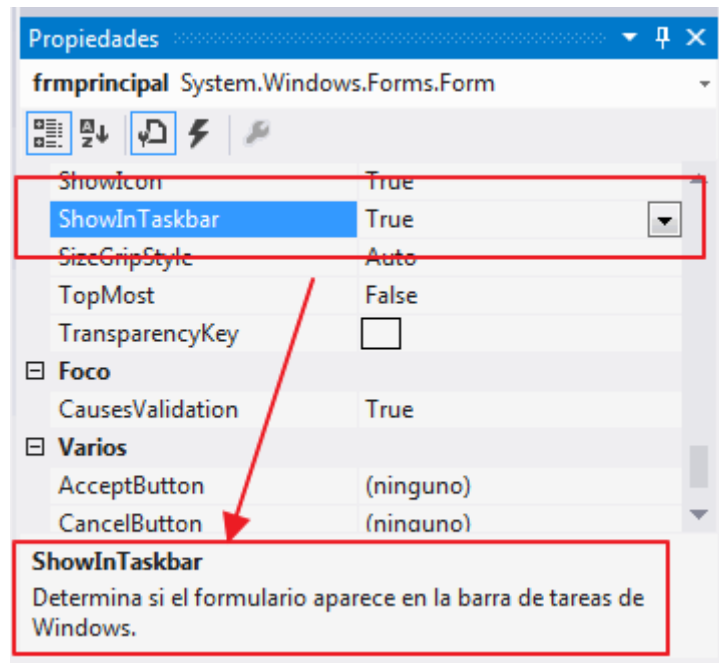 Propiedades
frmprincipal System.Windows.Forms.Form
ShowIcon True
ShowInTaskbar True
SizeGripStyle Auto
TopMost False
TransparencyKey
Foco
CausesValidation True
Varios
AcceptButton (ninguno)
CancelButton (ninguno)
ShowInTaskbar
Determina si el formulario aparece en la barra de tareas de
Windows.